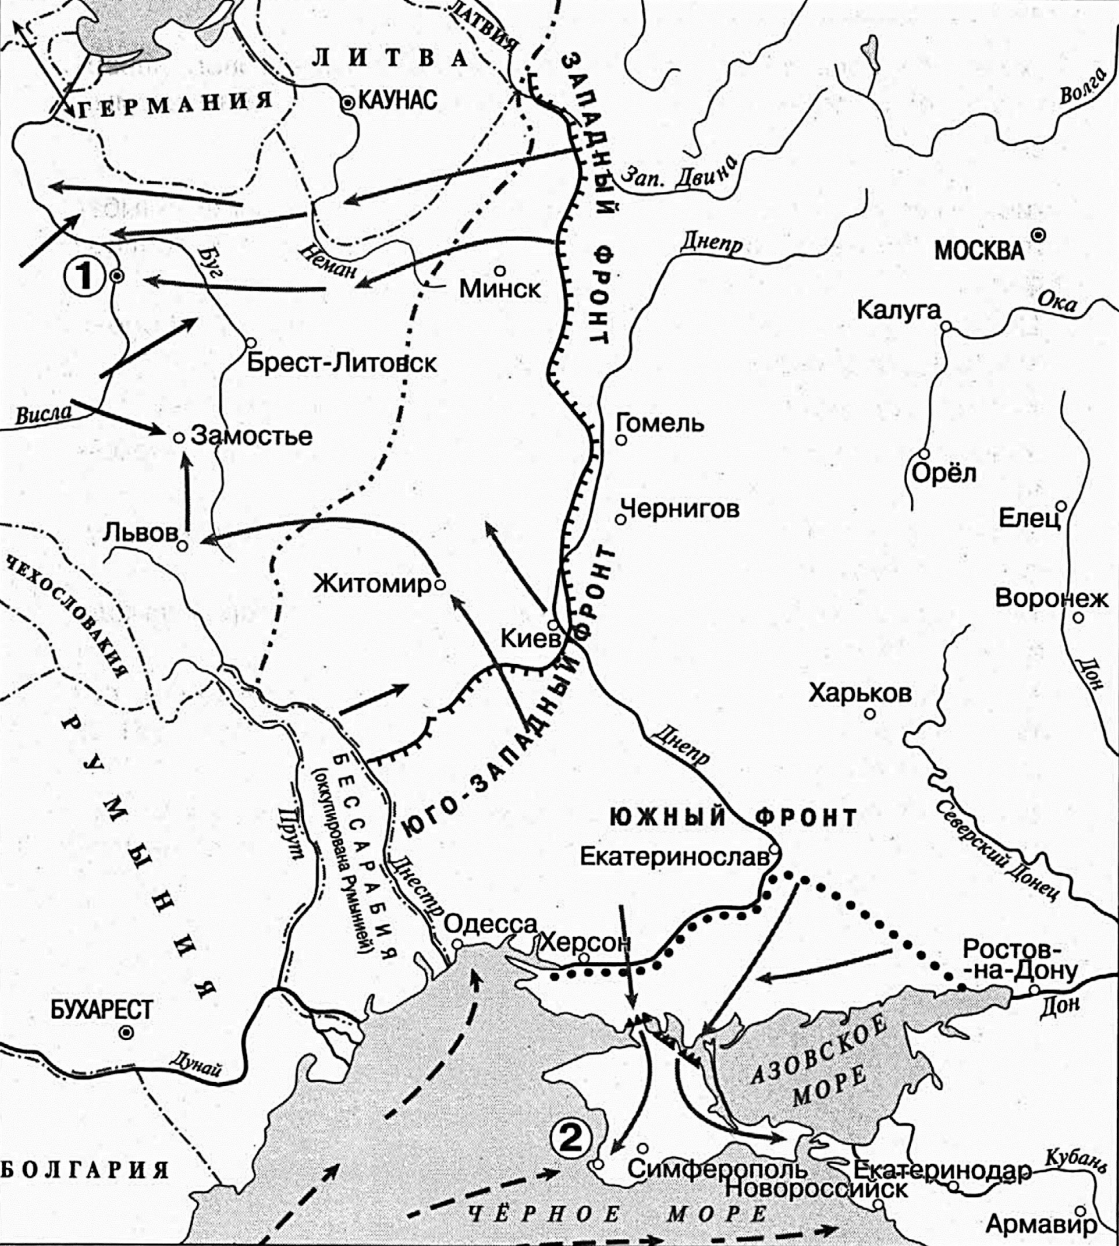 ЛАТВИЯ
ЛИТВА
ГЕРМАНИЯ
КАУНАС
ЗАПАДНЫЙ ФРОНТ
Волга
Зап. Двина
Днепр
МОСКВА
Неман
Буг
1
Минск
Калуга
Ока
Брест-Литовск
Висла
Замостье
Гомель
Орёл
Чернигов
Елец
Львов
ЧЕХОСЛОВАКИЯ
Житомир
Киев
Воронеж
Дон
Харьков
ЮГО-ЗАПАДНЫЙ ФРОНТ
РУМЫНИЯ
Прут
БЕССАРАБИЯ
(оккупирована Румынией)
Днестр
Днепр
ЮЖНЫЙ ФРОНТ
Екатеринослав
Северский Донец
Одесса
Херсон
Ростов-
-на-Дону
Дон
БУХАРЕСТ
Дунай
АЗОВСКОЕ
МОРЕ
2
БОЛГАРИЯ
Симферополь
Екатеринодар
Кубань
Новороссийск
ЧЁРНОЕ МОРЕ
Армавир